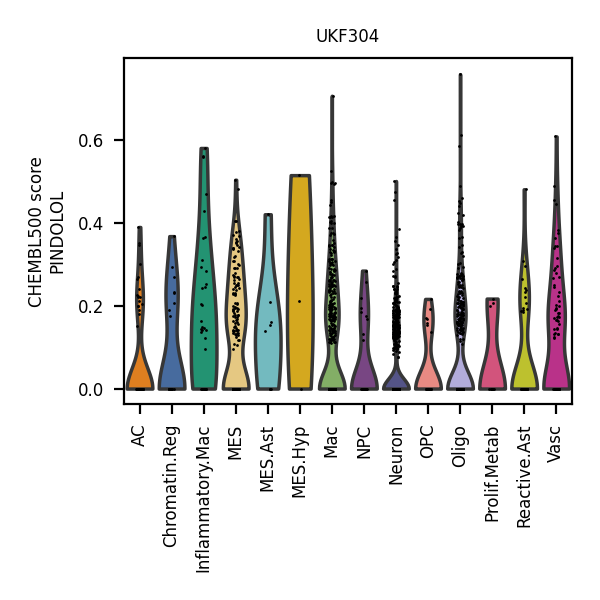 UKF304
CHEMBL500 score
PINDOLOL
0.6
0.4
0.2
0.0
AC
Chromatin.Reg
Inflammatory.Mac
MES
MES.Ast
MES.Hyp
Mac
NPC
Neuron
OPC
Oligo
Prolif.Metab
Reactive.Ast
Vasc